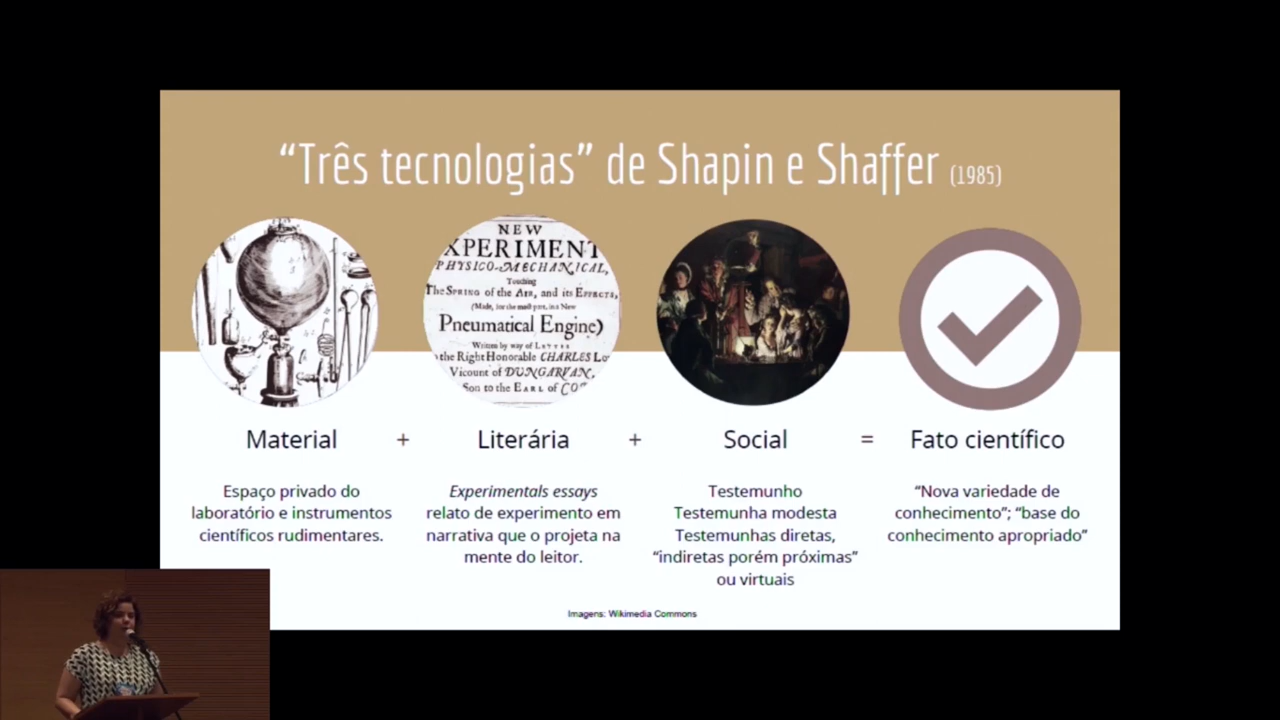 “Três tecnologias” de Shapin e Shaffer (1985)
NEW
XPERIMENT
PHYSICO-MECHANICAL,
Touching
The SPRING of the AIR, and its EFFECTS,
(Made, for the most part, in a New
Pneumatical Engine)
Written by way of LETTER
the Right Honorable CHARLES Lo
Vicount of DUNGARVAN,
Son to the EARL of CO
Material + Literária + Social = Fato científico
Espaço privado do
laboratório e instrumentos
científicos rudimentares.
Experimentals essays
relato de experimento em
narrativa que o projeta na
mente do leitor.
Testemunho
Testemunha modesta
Testemunhas diretas,
“indiretas porém próximas”
ou virtuais
“Nova variedade de
conhecimento”; “base do
conhecimento apropriado”
Imagens: Wikimedia Commons